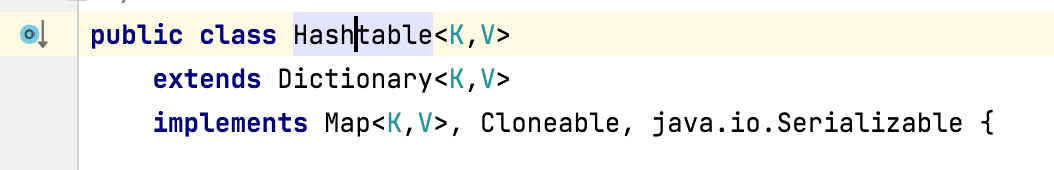 public class Hashtable<K,V>
    extends Dictionary<K,V>
    implements Map<K,V>, Cloneable, java.io.Serializable {